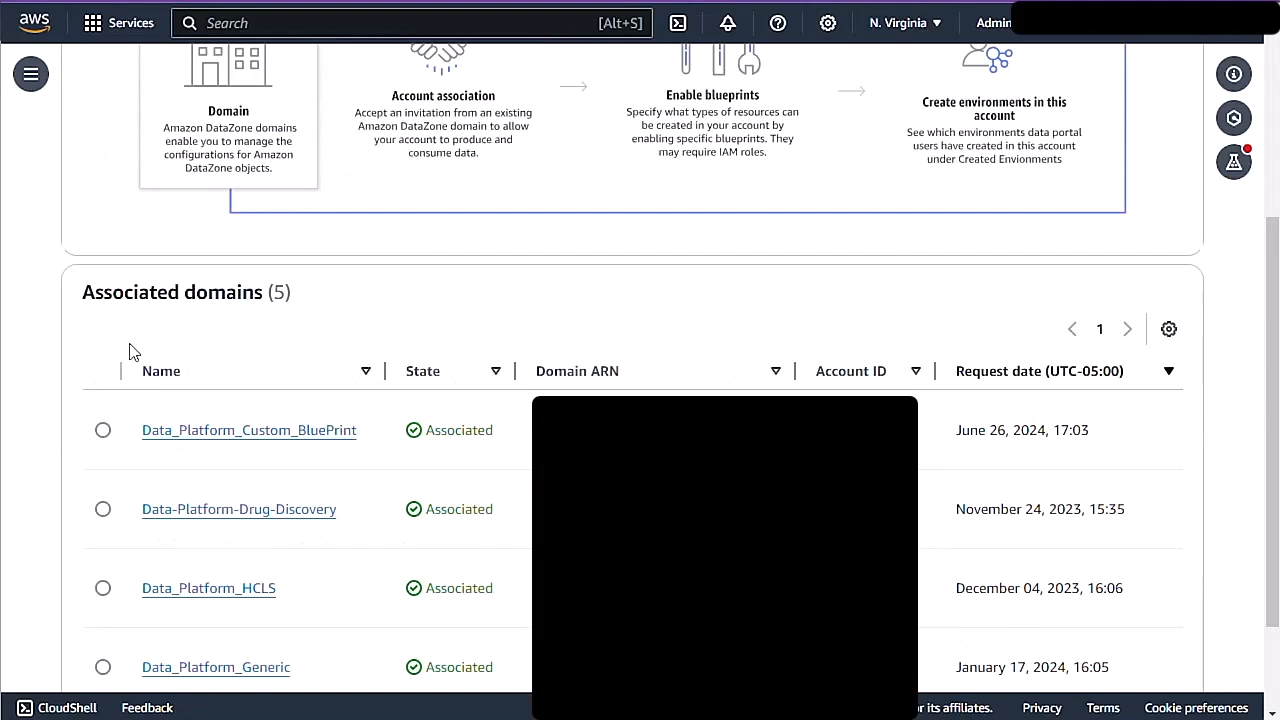 aws
Services
Search
[Alt+S]
N. Virginia
Admin
Domain
Amazon DataZone domains
enable you to manage the
configurations for Amazon
DataZone objects.
Account association
Accept an invitation from an existing
Amazon DataZone domain to allow
your account to produce and
consume data.
Enable blueprints
Specify what types of resources can
be created in your account by
enabling specific blueprints. They
may require IAM roles.
Create environments in this
account
See which environments data portal
users have created in this account
under Created Envionments
Associated domains (5)
1
Name
State
Domain ARN
Account ID
Request date (UTC-05:00)
Data_Platform_Custom_BluePrint
Associated
June 26, 2024, 17:03
Data-Platform-Drug-Discovery
Associated
November 24, 2023, 15:35
Data_Platform_HCLS
Associated
December 04, 2023, 16:06
Data_Platform_Generic
Associated
January 17, 2024, 16:05
CloudShell
Feedback
or its affiliates.
Privacy
Terms
Cookie preferences